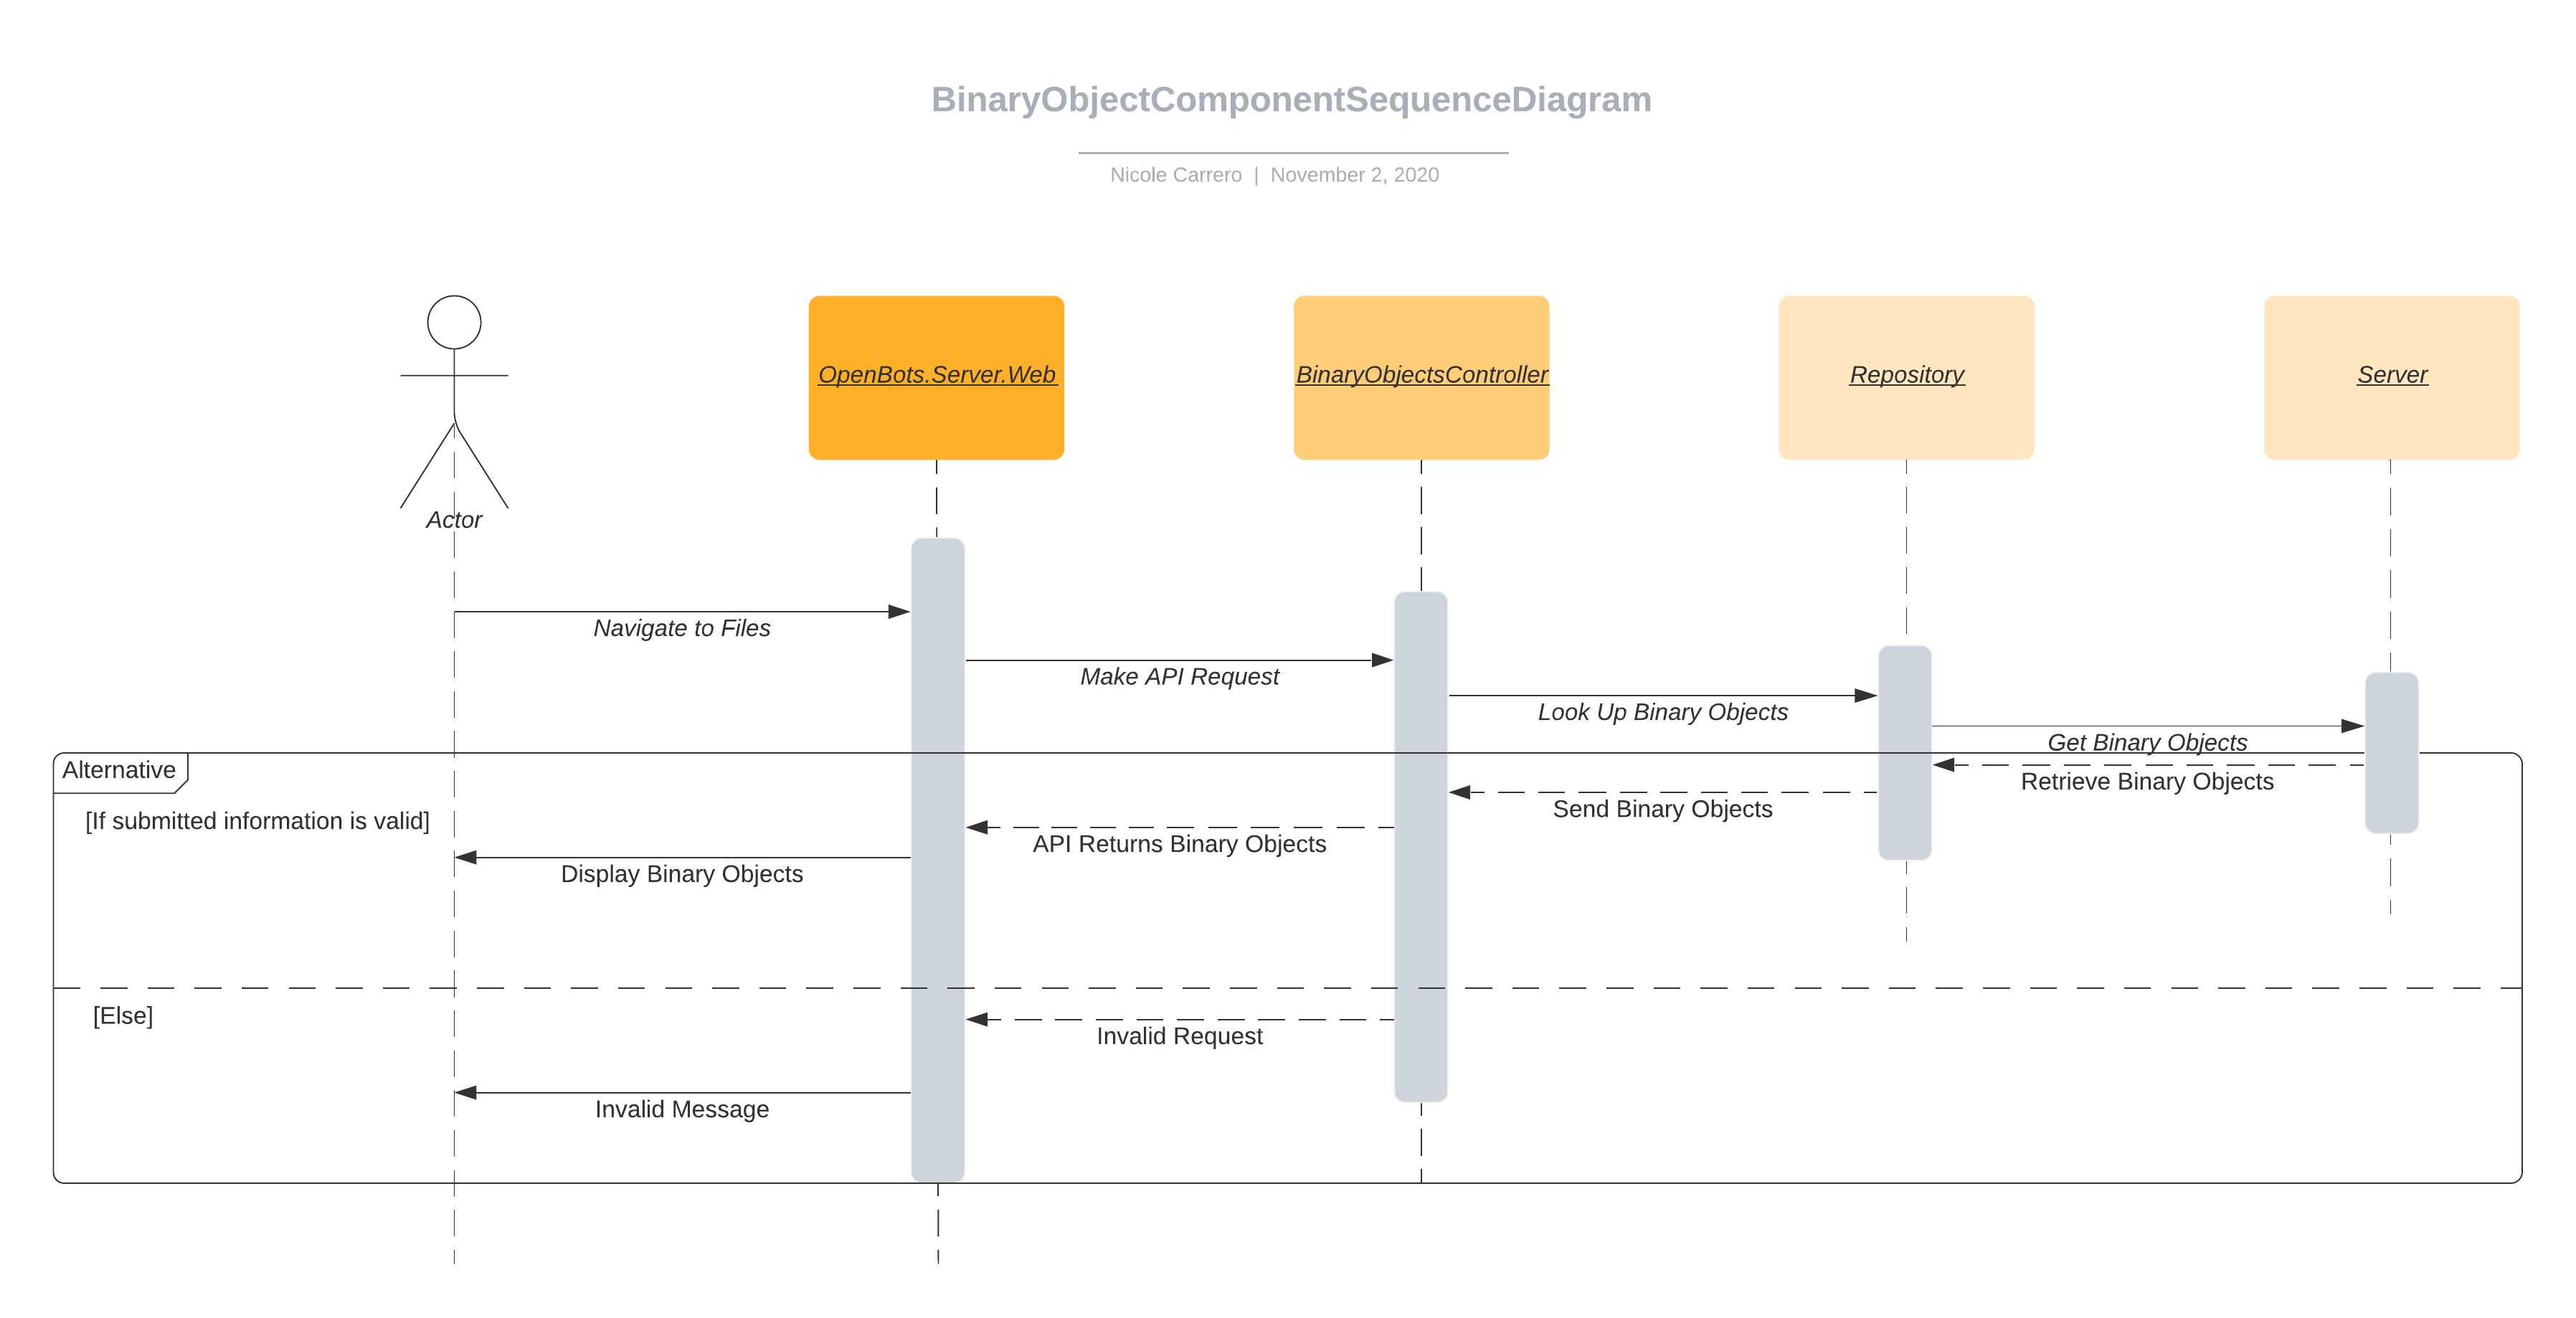 BinaryObjectComponentSequenceDiagram
Nicole Carrero | November 2, 2020
OpenBots.Server.Web
BinaryObjectsController
Repository
Server
Actor
Navigate to Files
Make API Request
Look Up Binary Objects
Get Binary Objects
Alternative
Retrieve Binary Objects
Send Binary Objects
[If submitted information is valid]
API Returns Binary Objects
Display Binary Objects
[Else]
Invalid Request
Invalid Message